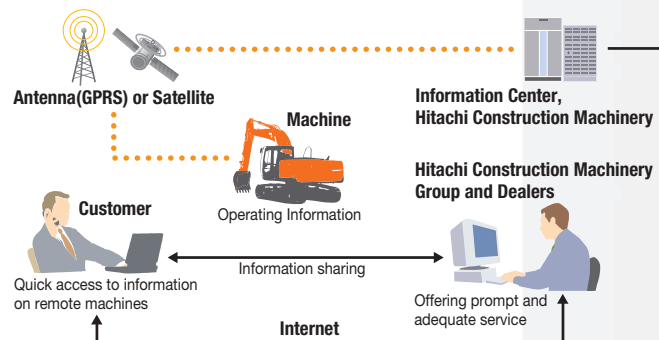 Antenna(GPRS) or Satellite
Machine
Operating Information
Information Center,
Hitachi Construction Machinery
Hitachi Construction Machinery
Group and Dealers
Customer
Information sharing
Quick access to information
on remote machines
Offering prompt and
adequate service
Internet